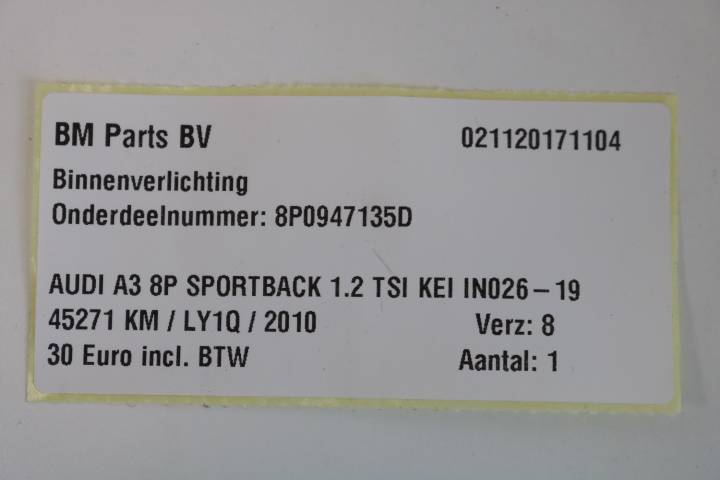 BM Parts BV 021120171104
Binnenverlichting
Onderdeelnummer: 8P0947135D
AUDI A3 8P SPORTBACK 1.2 TSI KEI IN026-19
45271 KM / LY1Q / 2010 Verz: 8
30 Euro incl. BTW Aantal: 1